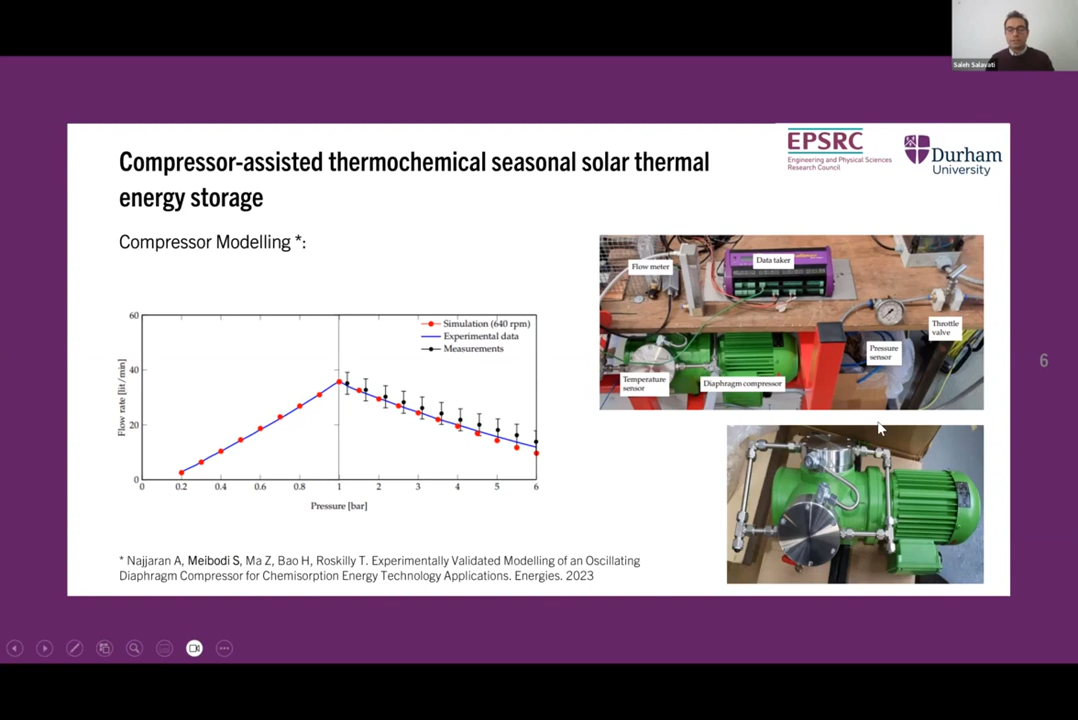 Saleh Salavati
Compressor-assisted thermochemical seasonal solar thermal
energy storage
EPSRC
Engineering and Physical Sciences
Research Council
Durham
University
Compressor Modelling *:
Flow meter
Data taker
Throttle
valve
Pressure
sensor
Temperature
sensor
Diaphragm compressor
Simulation (640 rpm)
Experimental data
Measurements
Flow rate [lit/min]
60
40
20
0
0 0.2 0.4 0.6 0.8 1 2 3 4 5 6
Pressure [bar]
6
* Najjaran A, Meibodi S, Ma Z, Bao H, Roskilly T. Experimentally Validated Modelling of an Oscillating
Diaphragm Compressor for Chemisorption Energy Technology Applications. Energies. 2023